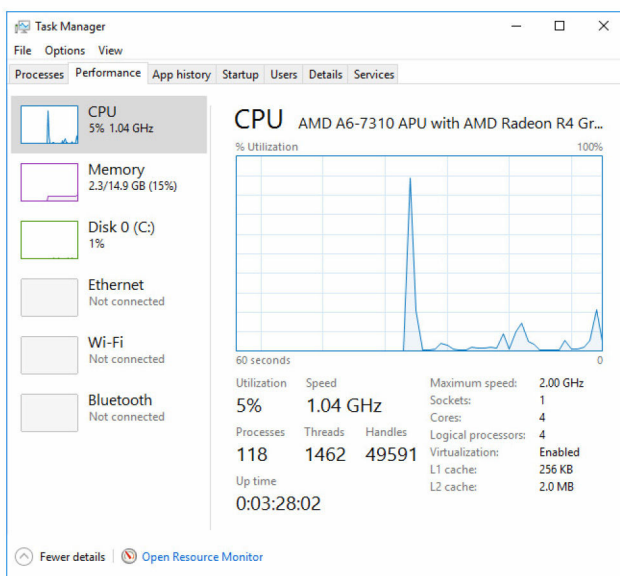 Task Manager
File Options View
Processes Performance App history Startup Users Details Services
CPU
5% 1.04 GHz
Memory
2.3/14.9 GB (15%)
Disk 0 (C:)
1%
Ethernet
Not connected
Wi-Fi
Not connected
Bluetooth
Not connected
CPU AMD A6-7310 APU with AMD Radeon R4 Gr...
% Utilization 100%
60 seconds 0
Utilization Speed
5% 1.04 GHz
Processes Threads Handles
118 1462 49591
Up time
0:03:28:02
Maximum speed: 2.00 GHz
Sockets: 1
Cores: 4
Logical processors: 4
Virtualization: Enabled
L1 cache: 256 KB
L2 cache: 2.0 MB
Fewer details Open Resource Monitor